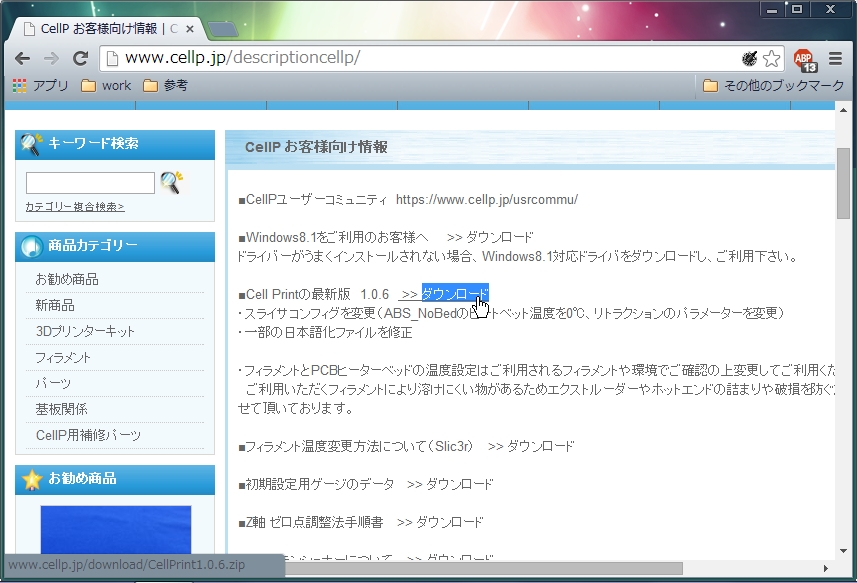 CellP お客様向け情報 | C
www.cellp.jp/descriptioncellp/
ABP
13
アプリ work 参考 その他のブックマーク
キーワード検索
カテゴリー複合検索>
商品カテゴリー
お勧め商品
新商品
3Dプリンターキット
フィラメント
パーツ
基板関係
CellP用補修パーツ
お勧め商品
CellP お客様向け情報
■CellPユーザーコミュニティ https://www.cellp.jp/usrcommu/
■Windows8.1をご利用のお客様へ >> ダウンロード
ドライバーがうまくインストールされない場合、Windows8.1対応ドライバをダウンロードし、ご利用下さい。
■Cell Printの最新版 1.0.6 >> ダウンロード
・スライサコンフィグを変更（ABS_NoBedの ットベット温度を0℃、リトラクションのパラメーターを変更）
・一部の日本語化ファイルを修正
・フィラメントとPCBヒーターベッドの温度設定はご利用されるフィラメントや環境でご確認の上変更してご利用くだ
ご利用いただくフィラメントにより溶けにくい物があるためエクストルーダーやホットエンドの詰まりや破損を防ぐ
せて頂いております。
■フィラメント温度変更方法について（Slic3r） >> ダウンロード
■初期設定用ゲージのデータ >> ダウンロード
■Z軸 ゼロ点調整法手順書 >> ダウンロード
ンショナーについて >> ダウンロード
www.cellp.jp/download/CellPrint1.0.6.zip